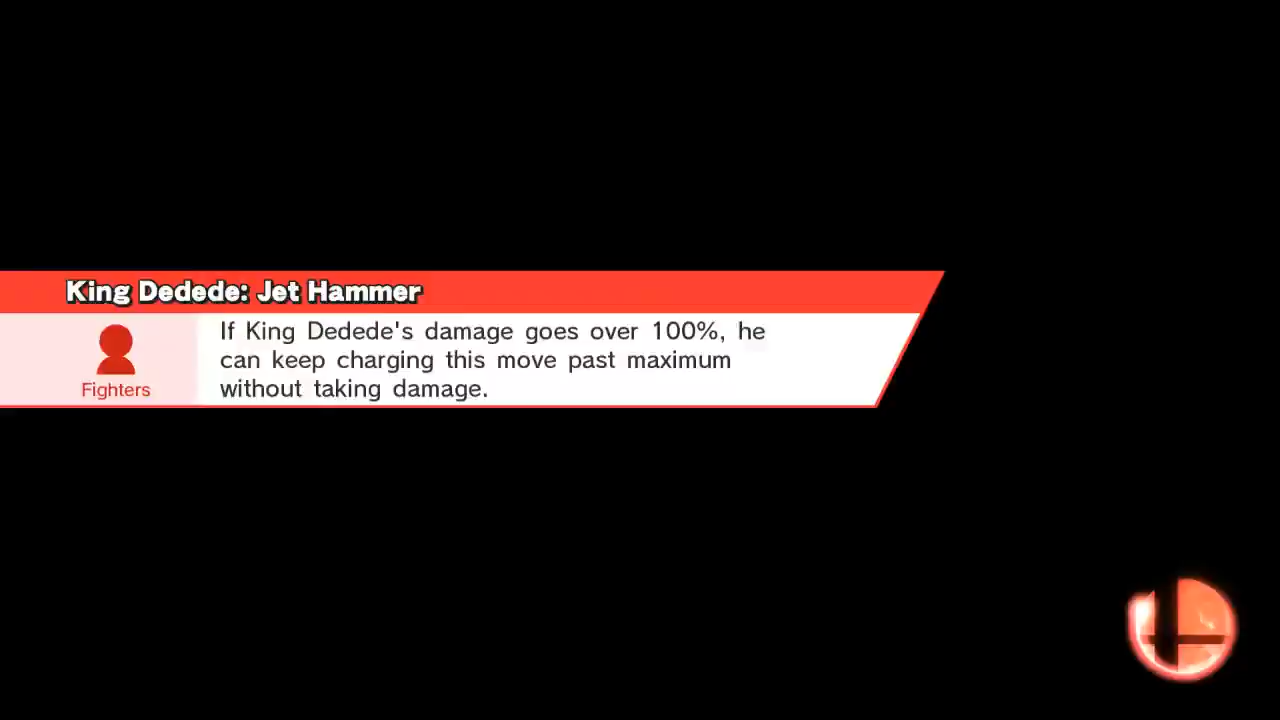 King Dedede: Jet Hammer
If King Dedede's damage goes over 100%, he
can keep charging this move past maximum
without taking damage.
Fighters